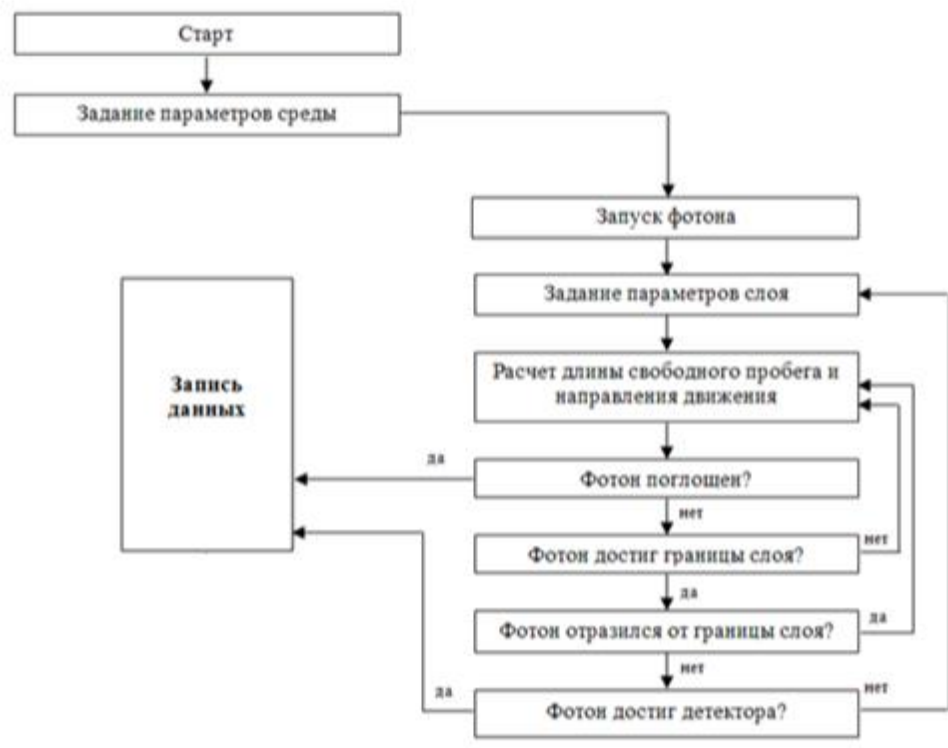 Старт
Задание параметров среды
Запуск фотона
Задание параметров слоя
Расчет длины свободного пробега и
направления движения
Запись
данных
да
Фотон поглощен?
нет
Фотон достиг границы слоя?
нет
да
Фотон отразился от границы слоя?
да
нет
да
Фотон достиг детектора?
нет